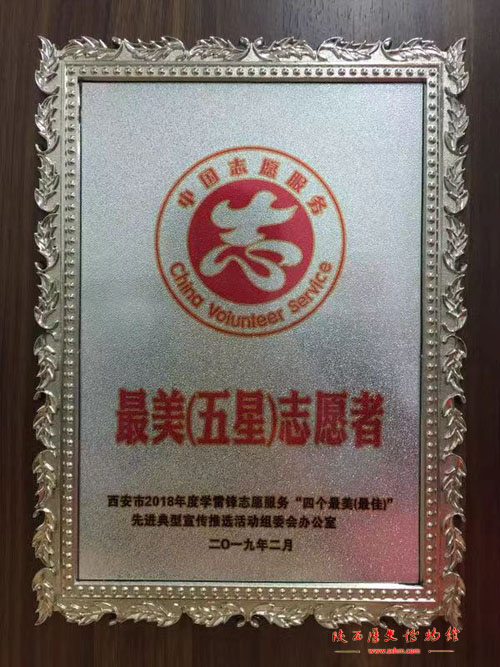 中国志愿服务
志
China Volunteer Service
最美(五星)志愿者
西安市2018年度学雷锋志愿服务“四个最美(最佳)”
先进典型宣传推选活动组委会办公室
二〇一九年二月
陕西历史博物馆